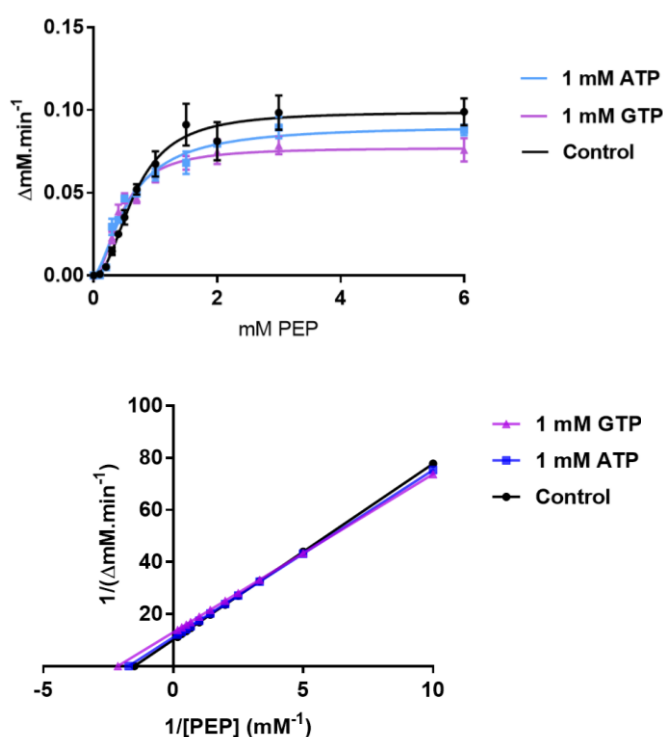 0.15
0.10
0.05
0.00
ΔmM.min-1
0 2 4 6
mM PEP
1 mM ATP
1 mM GTP
Control
100
80
60
40
20
1/(ΔmM.min-1)
-5 0 5 10
1/[PEP] (mM-1)
1 mM GTP
1 mM ATP
Control